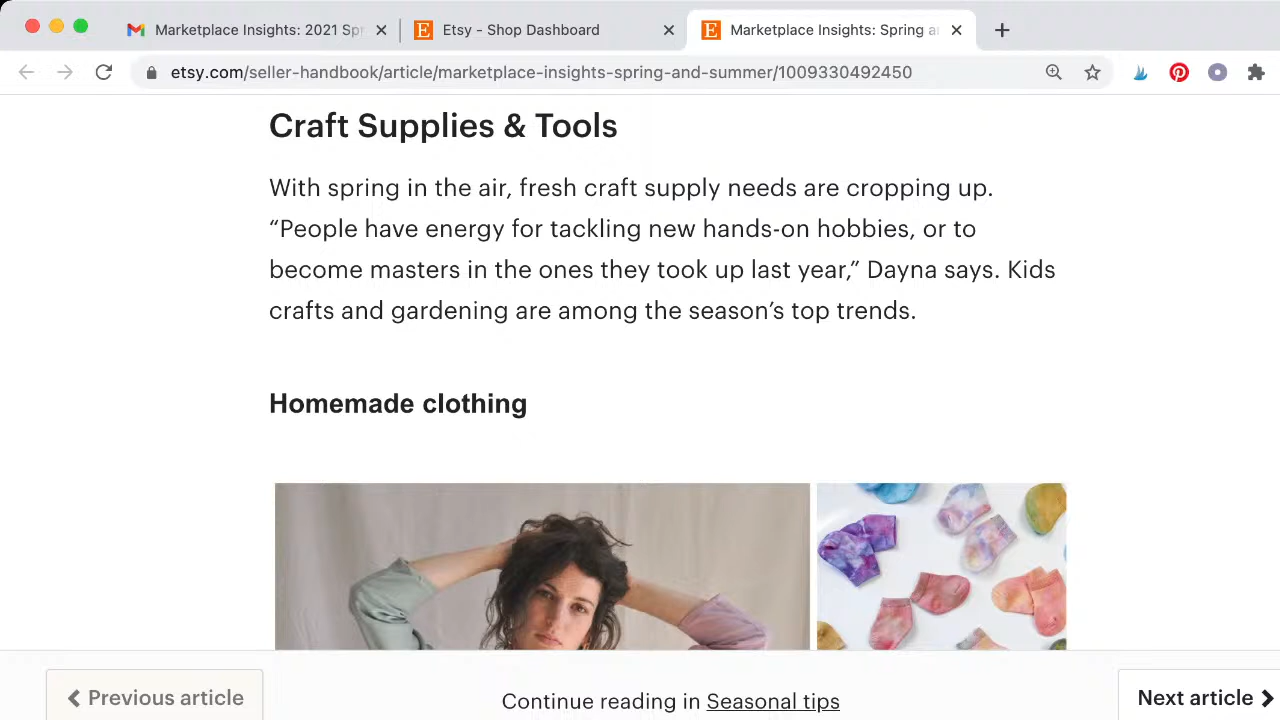 Marketplace Insights: 2021 Spr
Etsy - Shop Dashboard
Marketplace Insights: Spring a
etsy.com/seller-handbook/article/marketplace-insights-spring-and-summer/1009330492450
Craft Supplies & Tools
With spring in the air, fresh craft supply needs are cropping up.
“People have energy for tackling new hands-on hobbies, or to
become masters in the ones they took up last year,” Dayna says. Kids
crafts and gardening are among the season’s top trends.
Homemade clothing
Previous article
Continue reading in Seasonal tips
Next article